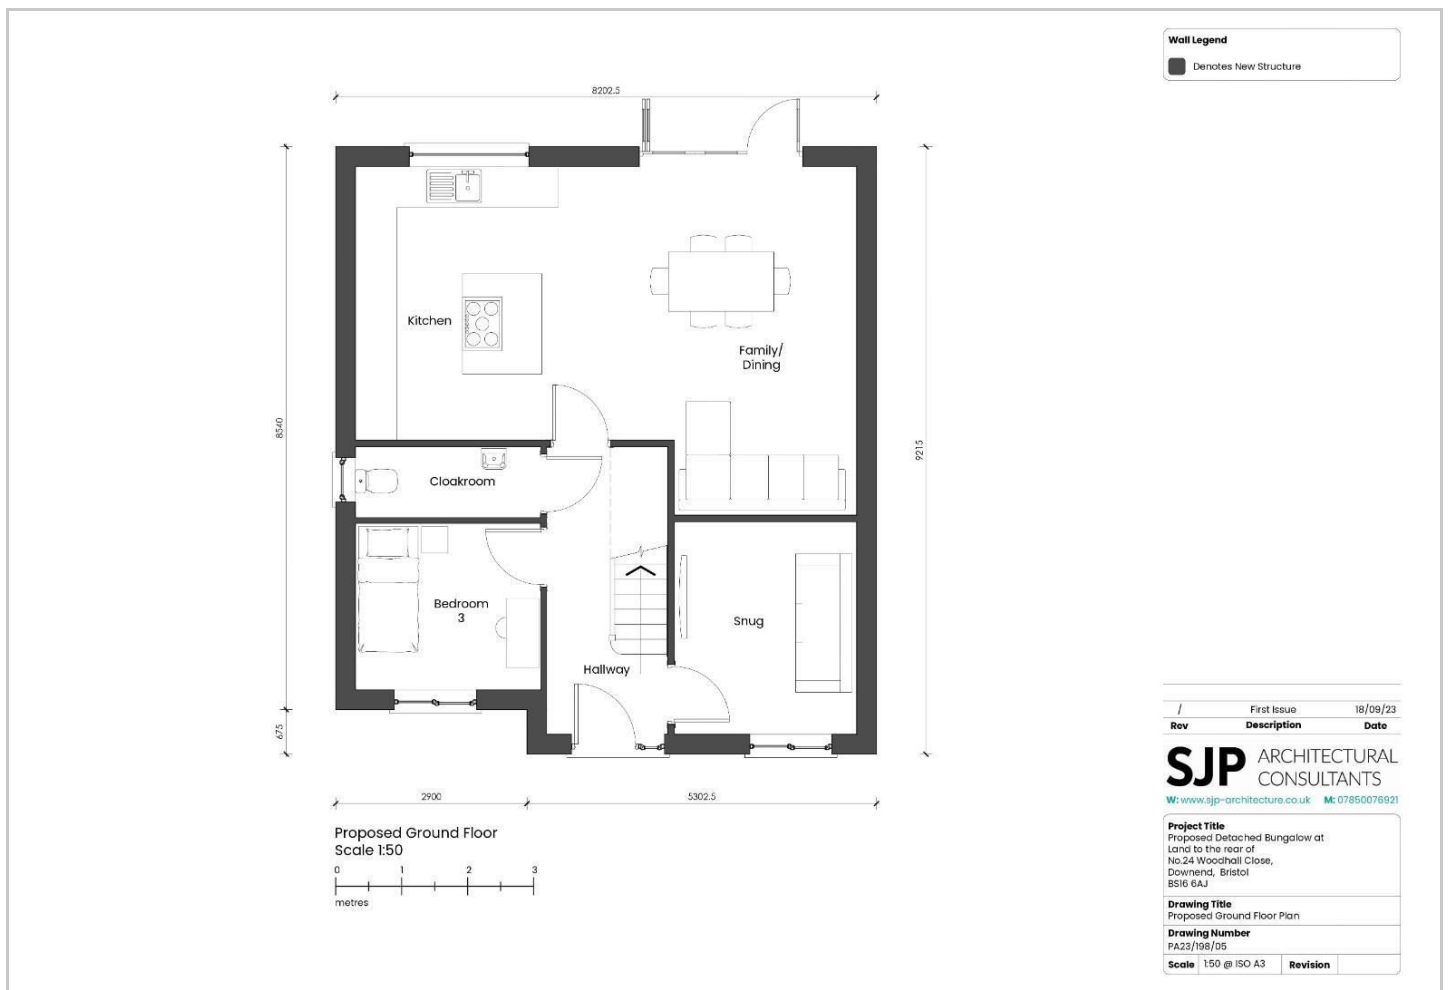 Wall Legend
Denotes New Structure
8202.5
Kitchen
Family/
Dining
8540
9215
Cloakroom
Bedroom
3
Snug
Hallway
675
2900
5302.5
Proposed Ground Floor
Scale 1:50
0 1 2 3
metres
/ First Issue 18/09/23
Rev Description Date
SJP ARCHITECTURAL
CONSULTANTS
W: www.sjp-architecture.co.uk M: 07850076921
Project Title
Proposed Detached Bungalow at
Land to the rear of
No.24 Woodhall Close,
Downend, Bristol
BS16 6AJ
Drawing Title
Proposed Ground Floor Plan
Drawing Number
PA23/198/05
Scale 1:50 @ ISO A3 Revision